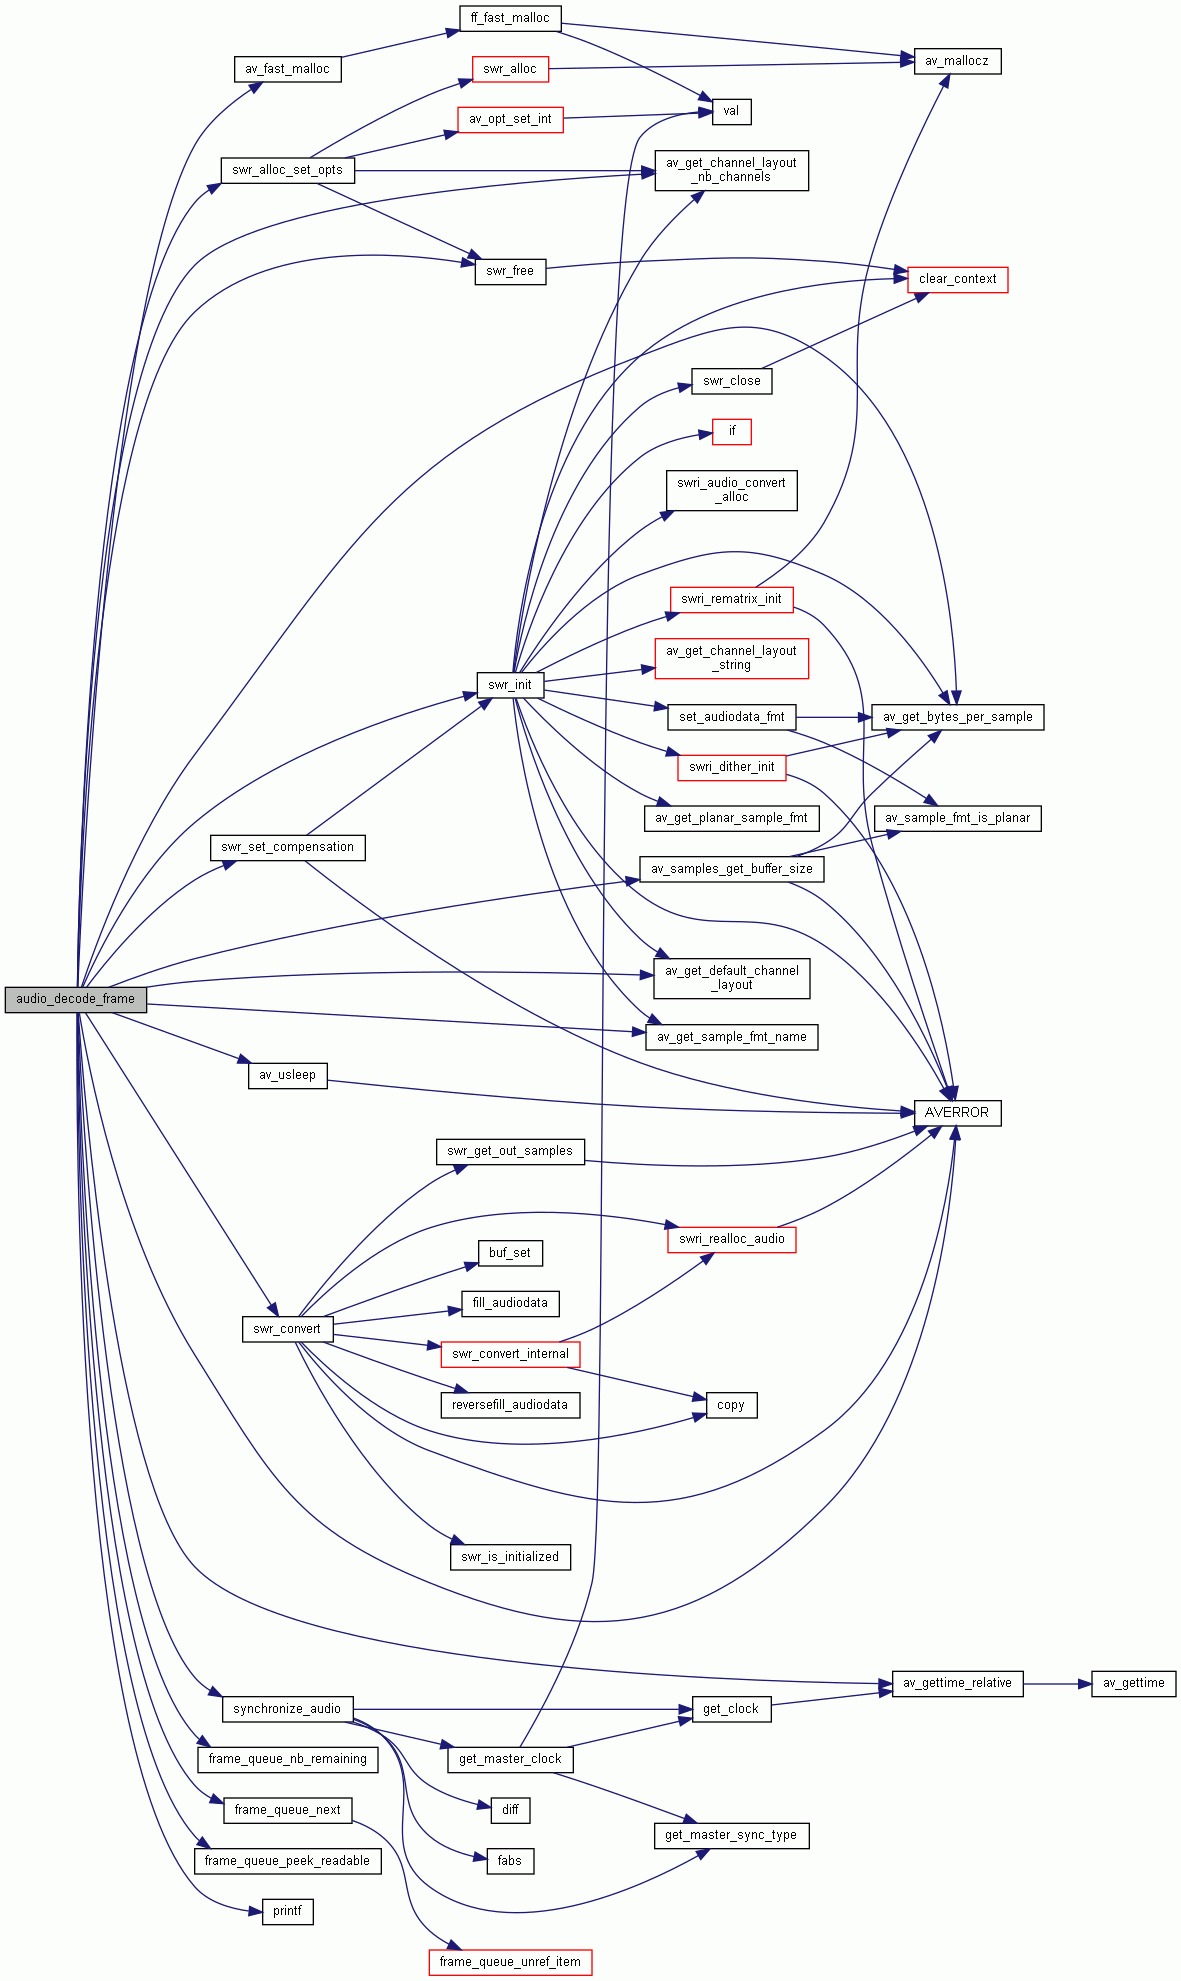 ff_fast_malloc
av_fast_malloc
swr_alloc
av_mallocz
av_opt_set_int
val
swr_alloc_set_opts
av_get_channel_layout
_nb_channels
swr_free
clear_context
swr_close
if
swri_audio_convert
_alloc
swri_rematrix_init
av_get_channel_layout
_string
swr_init
set_audiodata_fmt
av_get_bytes_per_sample
swri_dither_init
av_get_planar_sample_fmt
av_sample_fmt_is_planar
swr_set_compensation
av_samples_get_buffer_size
av_get_default_channel
_layout
audio_decode_frame
av_get_sample_fmt_name
av_usleep
AVERROR
swr_get_out_samples
swri_realloc_audio
buf_set
fill_audiodata
swr_convert
swr_convert_internal
reversefill_audiodata
copy
swr_is_initialized
av_gettime_relative
av_gettime
synchronize_audio
get_clock
frame_queue_nb_remaining
get_master_clock
frame_queue_next
diff
get_master_sync_type
frame_queue_peek_readable
fabs
printf
frame_queue_unref_item